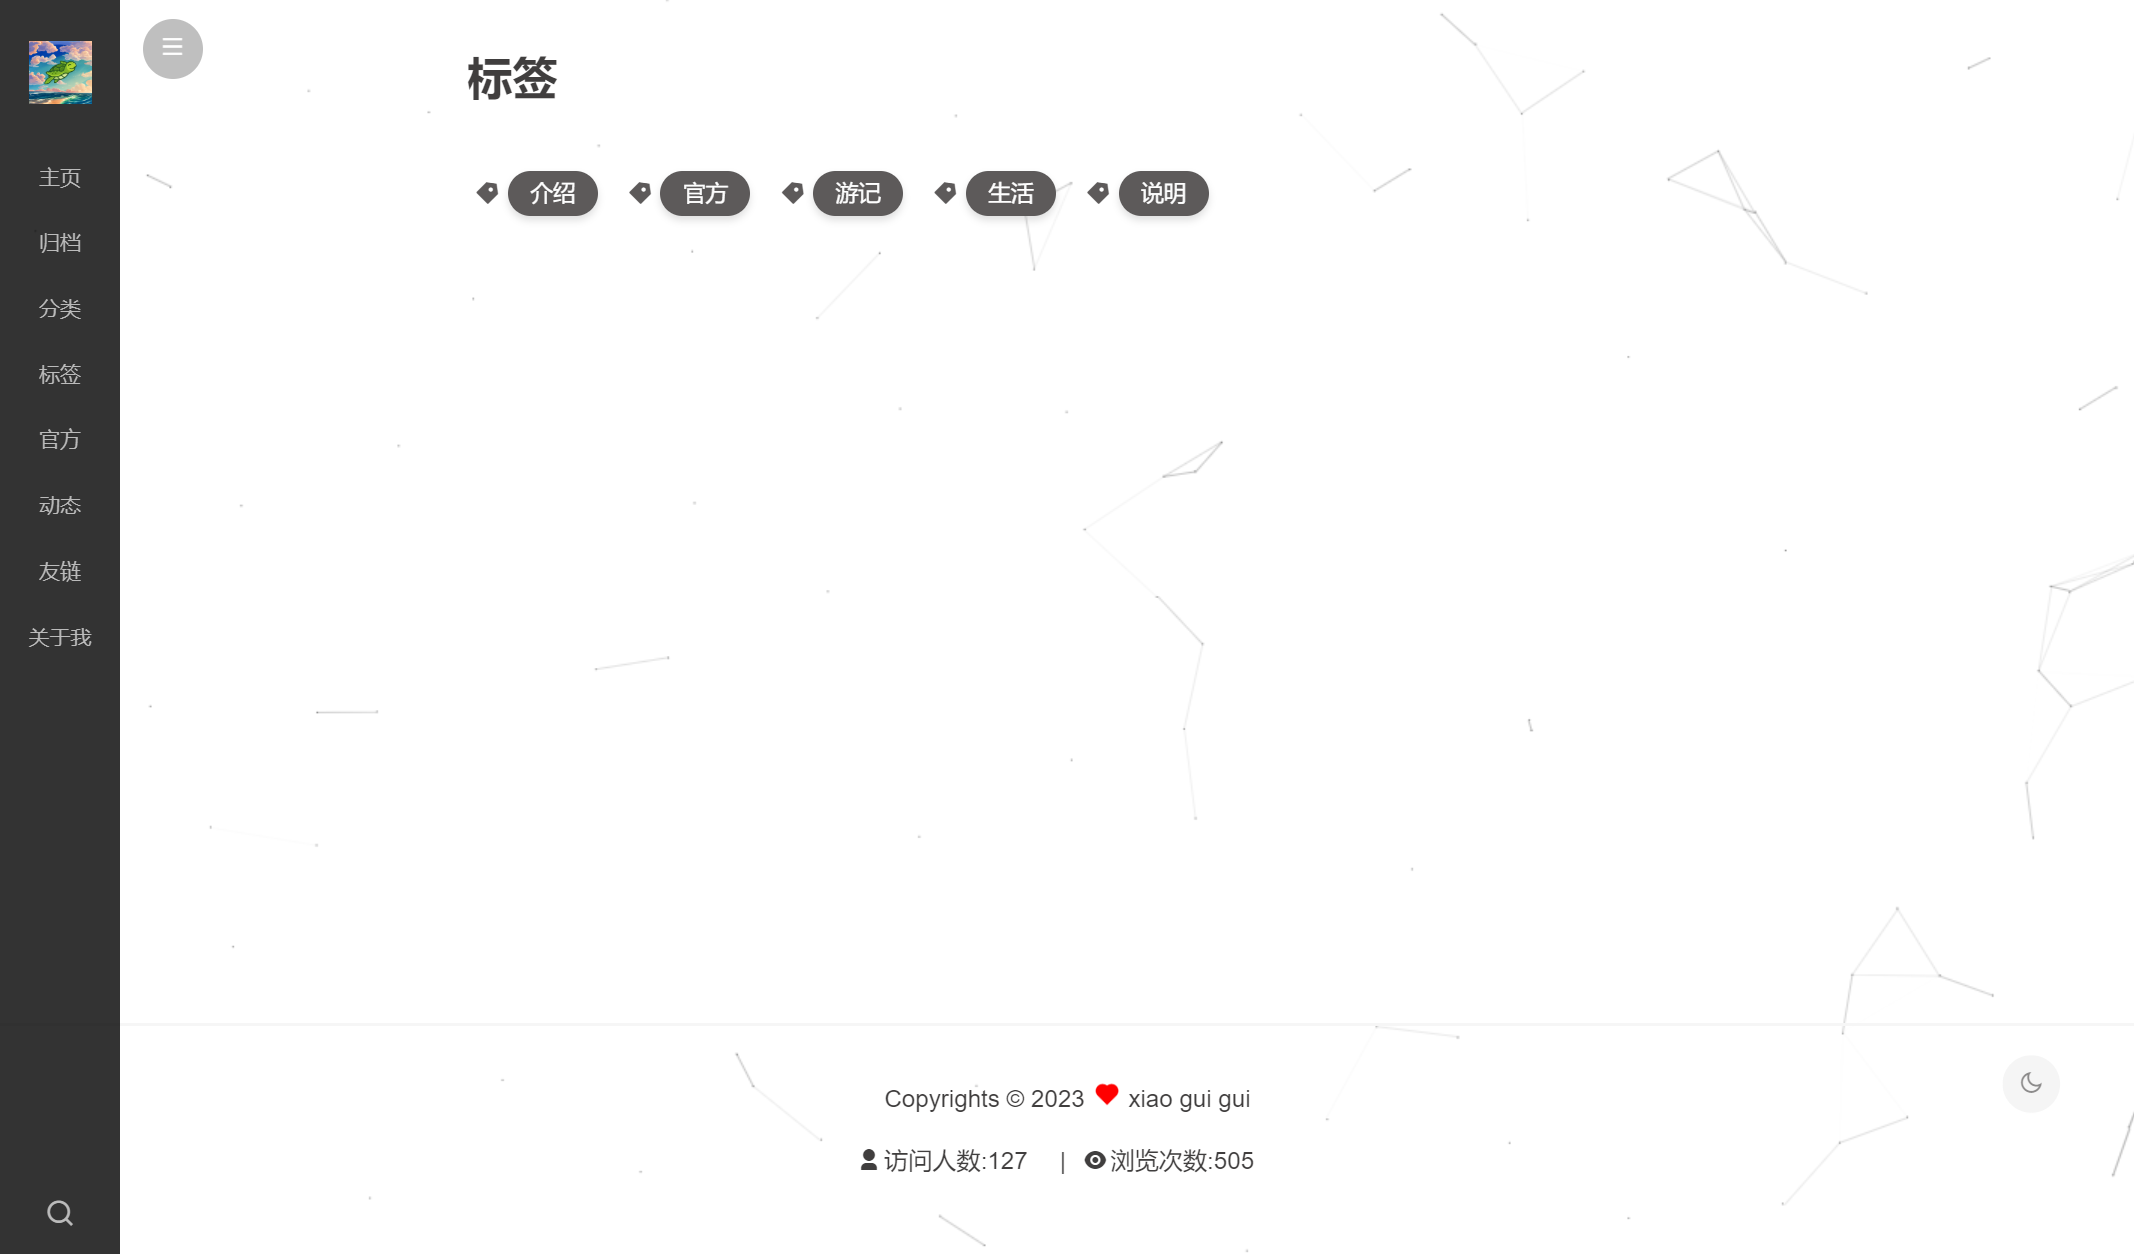 主页
归档
分类
标签
官方
动态
友链
关于我
标签
介绍 官方 游记 生活 说明
Copyrights © 2023 xiao gui gui
访问人数:127 | 浏览次数:505